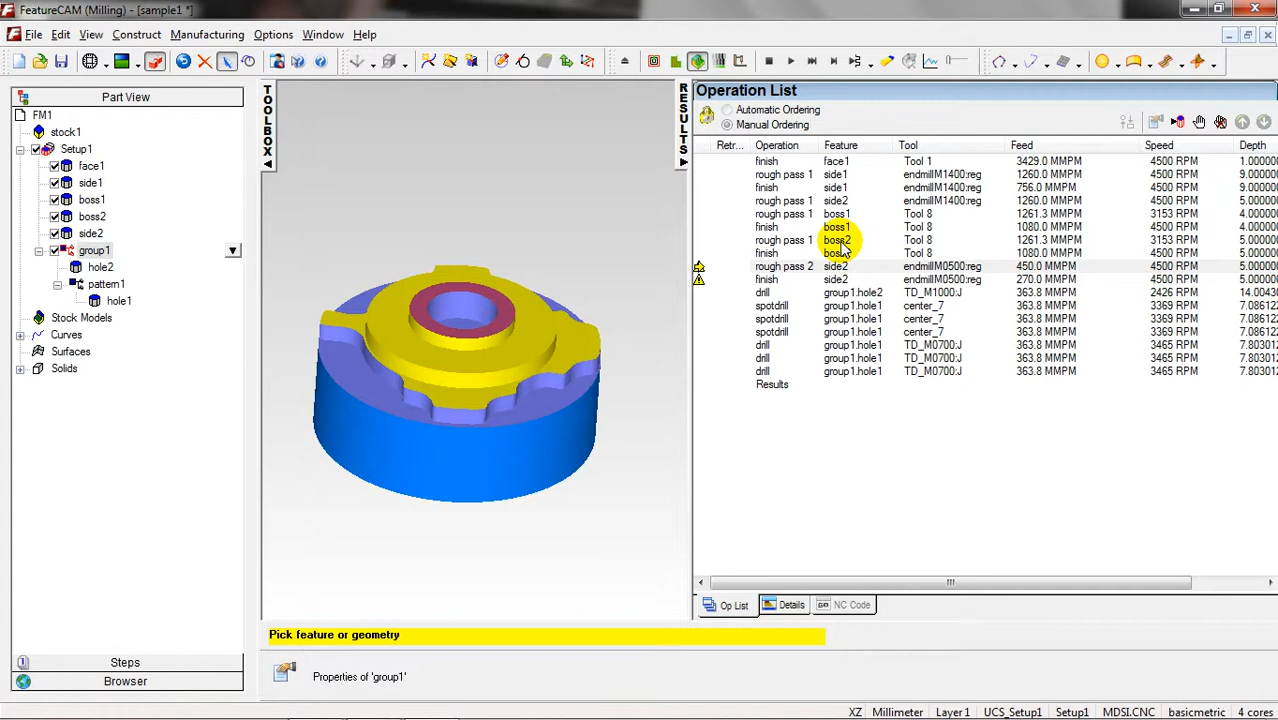 FeatureCAM (Milling) - [sample1 *]
File Edit View Construct Manufacturing Options Window Help
Part View
FM1
stock1
Setup1
face1
side1
boss1
boss2
side2
group1
hole2
pattern1
hole1
Stock Models
Curves
Surfaces
Solids
Steps
Browser
TOOLBOX
RESULTS
Operation List
Automatic Ordering
Manual Ordering
Retr... Operation Feature Tool Feed Speed Depth
finish face1 Tool 1 3429.0 MMPM 4500 RPM 1.00000
rough pass 1 side1 endmillM1400:reg 1260.0 MMPM 4500 RPM 9.00000
finish side1 endmillM1400:reg 756.0 MMPM 4500 RPM 9.00000
rough pass 1 side2 endmillM1400:reg 1260.0 MMPM 4500 RPM 5.00000
rough pass 1 boss1 Tool 8 1261.3 MMPM 3153 RPM 4.00000
finish boss1 Tool 8 1080.0 MMPM 4500 RPM 4.00000
rough pass 1 boss2 Tool 8 1261.3 MMPM 3153 RPM 5.00000
finish Tool 8 1080.0 MMPM 4500 RPM 5.00000
rough pass 2 side2 endmillM0500:reg 450.0 MMPM 4500 RPM 5.00000
finish side2 endmillM0500:reg 270.0 MMPM 4500 RPM 5.00000
drill group1.hole2 TD_M1000:J 363.8 MMPM 2426 RPM 14.0043
spotdrill group1.hole1 center_7 363.8 MMPM 3369 RPM 7.08612
spotdrill group1.hole1 center_7 363.8 MMPM 3369 RPM 7.08612
spotdrill group1.hole1 center_7 363.8 MMPM 3369 RPM 7.08612
drill group1.hole1 TD_M0700:J 363.8 MMPM 3465 RPM 7.80301
drill group1.hole1 TD_M0700:J 363.8 MMPM 3465 RPM 7.80301
drill group1.hole1 TD_M0700:J 363.8 MMPM 3465 RPM 7.80301
Results
Op List Details NC Code
Pick feature or geometry
Properties of 'group1'
XZ Millimeter Layer1 UCS_Setup1 Setup1 MDSI.CNC basicmetric 4 cores